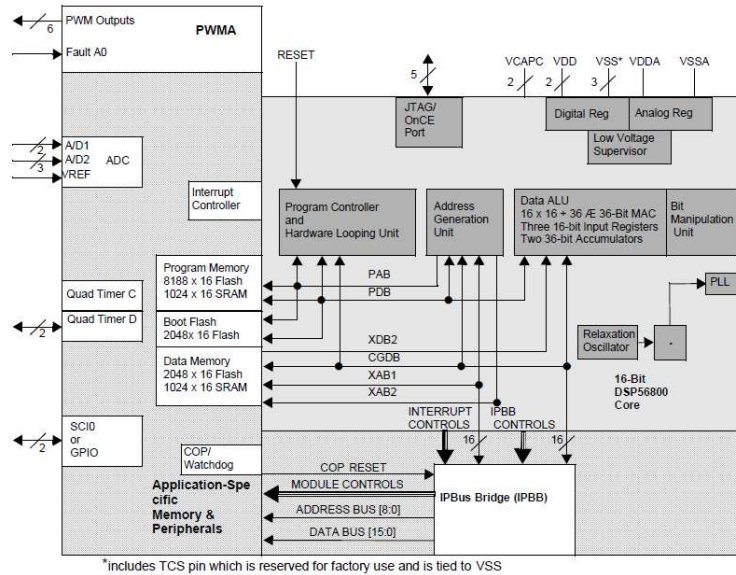 6
PWM Outputs
PWMA
Fault A0
RESET
5
VCAPC
VDD
VSS*
VDDA
VSSA
2
2
3
JTAG/
OnCE
Port
Digital Reg
Analog Reg
Low Voltage
Supervisor
2
3
A/D1
A/D2
VREF
ADC
Interrupt
Controller
Program Controller
and
Hardware Looping Unit
Address
Generation
Unit
Data ALU
16 x 16 + 36 Æ 36-Bit MAC
Three 16-bit Input Registers
Two 36-bit Accumulators
Bit
Manipulation
Unit
Program Memory
8188 x 16 Flash
1024 x 16 SRAM
PAB
PDB
PLL
Quad Timer C
Quad Timer D
2
Boot Flash
2048x 16 Flash
XDB2
Relaxation
Oscillator
Data Memory
2048 x 16 Flash
1024 x 16 SRAM
CGDB
XAB1
XAB2
16-Bit
DSP56800
Core
INTERRUPT
CONTROLS
IPBB
CONTROLS
16
16
SCI0
or
GPIO
2
COP/
Watchdog
COP RESET
MODULE CONTROLS
Application-Spe
cific
Memory &
Peripherals
IPBus Bridge (IPBB)
ADDRESS BUS [8:0]
DATA BUS [15:0]
*includes TCS pin which is reserved for factory use and is tied to VSS